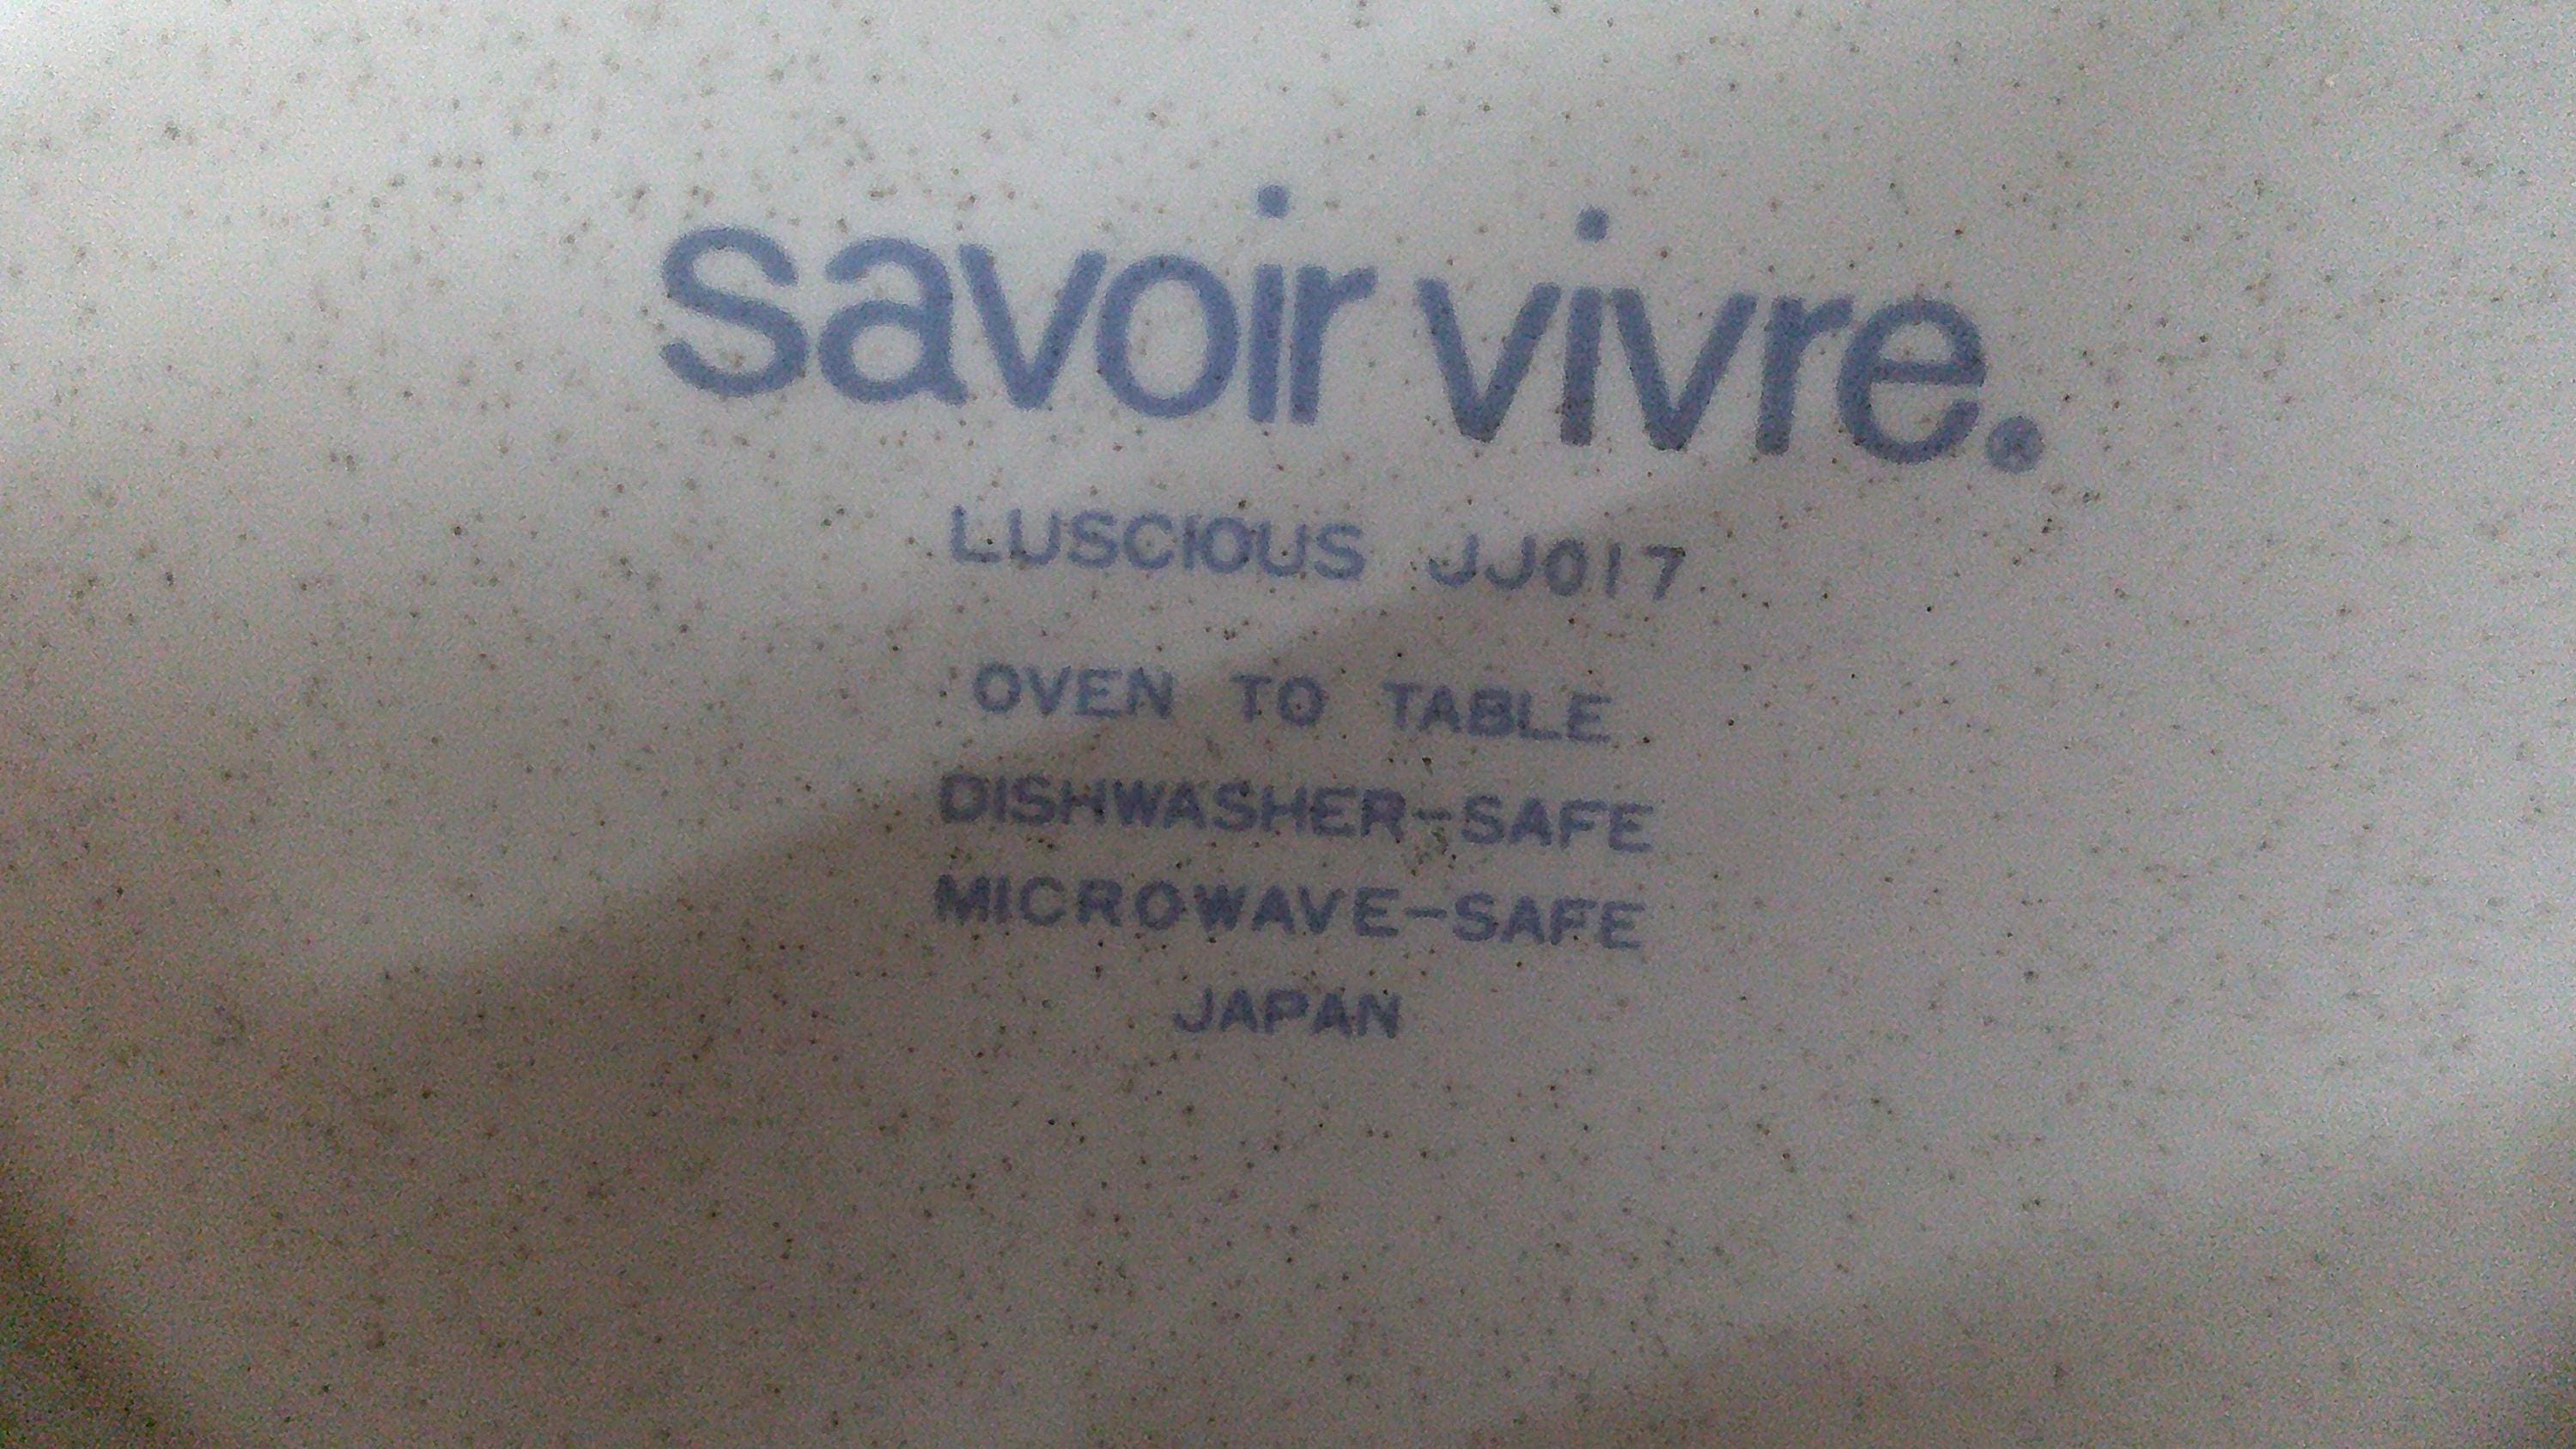 savoir vivre.®
LUSCIOUS JJ017
OVEN TO TABLE
DISHWASHER-SAFE
MICROWAVE-SAFE
JAPAN